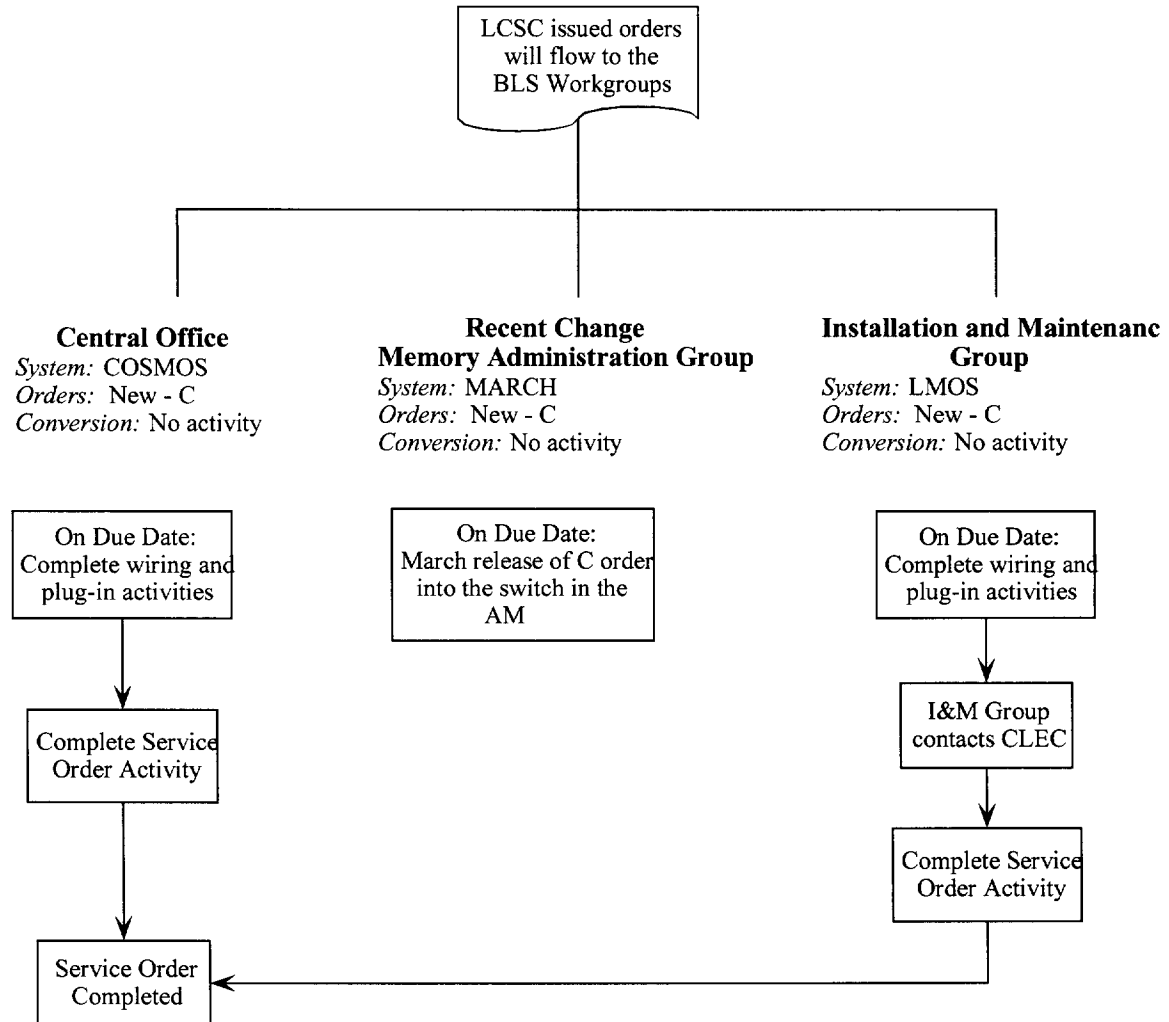 LCSC issued orders
will flow to the
BLS Workgroups
Central Office
System: COSMOS
Orders: New - C
Conversion: No activity
Recent Change
Memory Administration Group
System: MARCH
Orders: New - C
Conversion: No activity
Installation and Maintenanc
Group
System: LMOS
Orders: New - C
Conversion: No activity
On Due Date:
Complete wiring and
plug-in activities
On Due Date:
March release of C order
into the switch in the
AM
On Due Date:
Complete wiring and
plug-in activities
Complete Service
Order Activity
I&M Group
contacts CLEC
Complete Service
Order Activity
Service Order
Completed